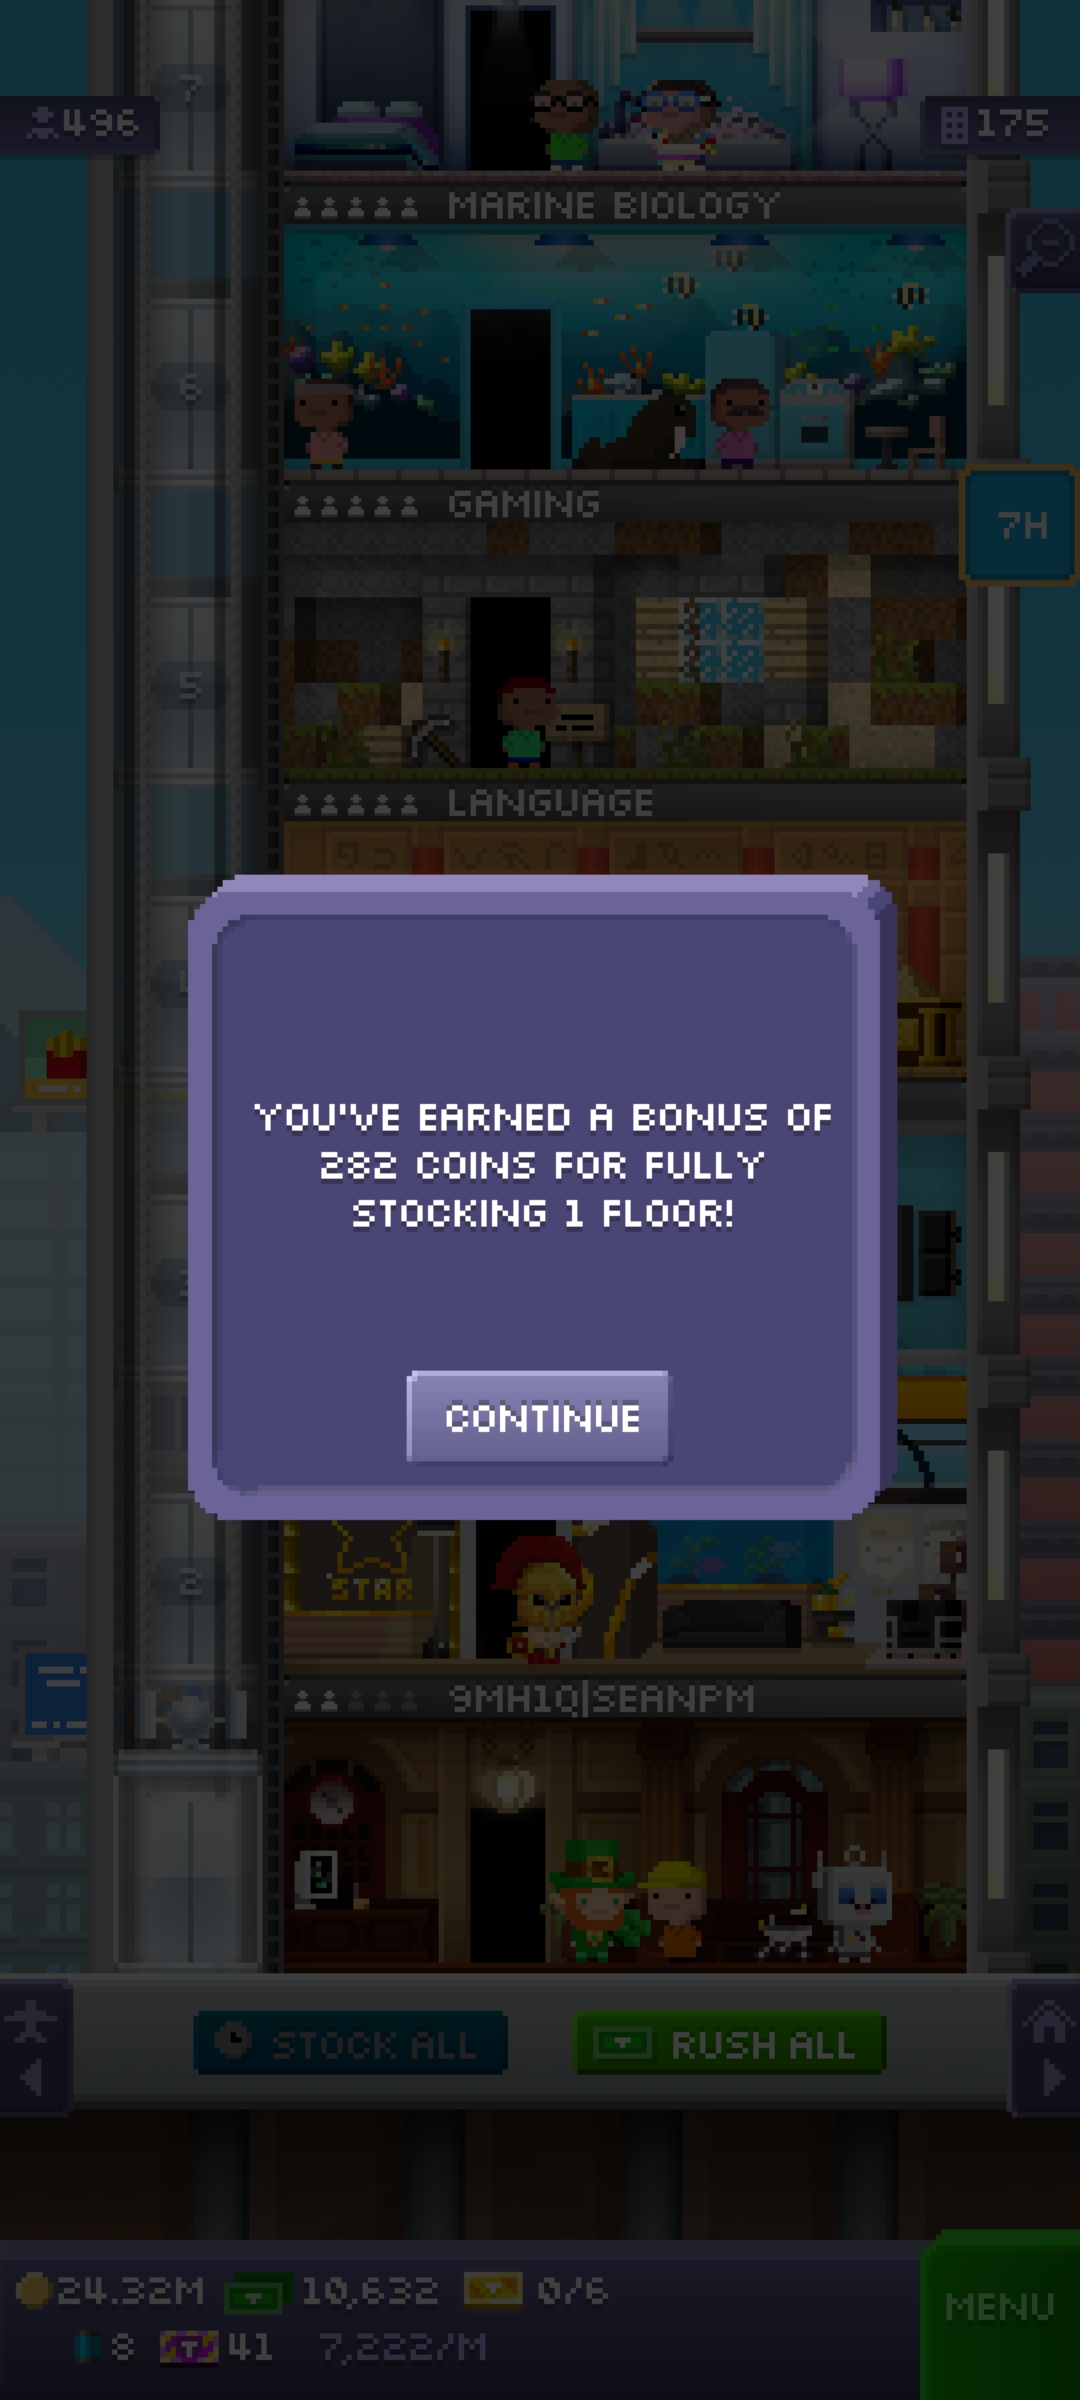 7
496
175
MARINE BIOLOGY
6
GAMING
7H
5
LANGUAGE
YOU'VE EARNED A BONUS OF
282 COINS FOR FULLY
STOCKING 1 FLOOR!
CONTINUE
2
STAR
9MH1Q|SEANPM
STOCK ALL
RUSH ALL
24.32M
10,632
0/6
MENU
8
41
7,222/M